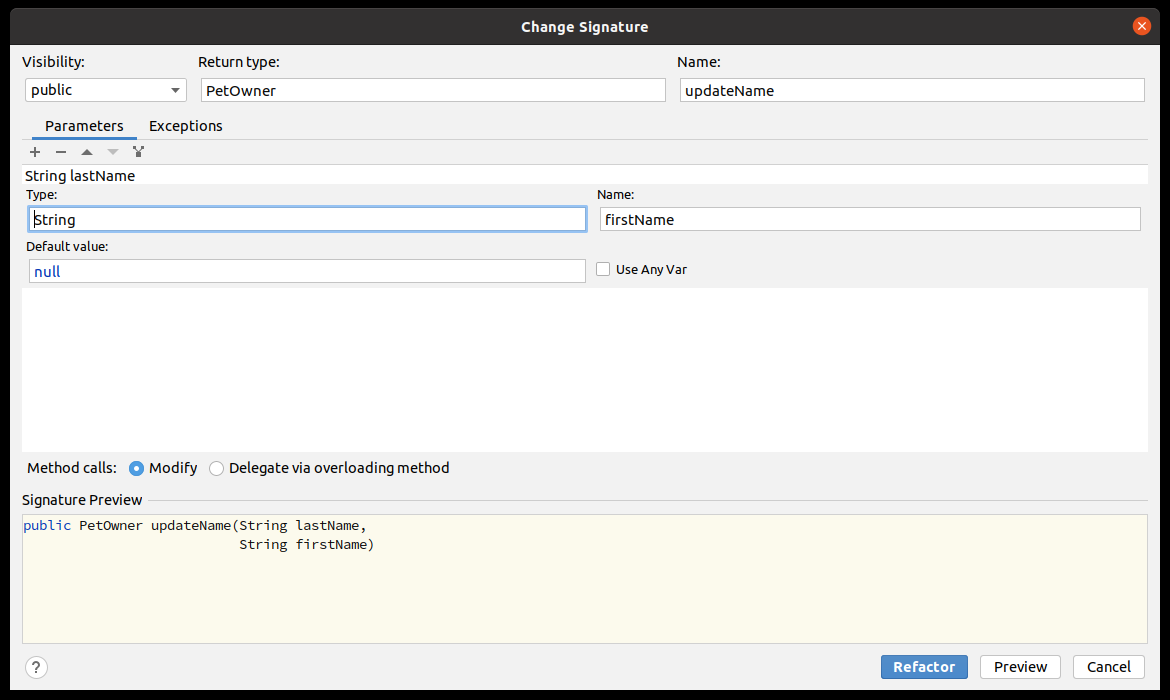 Change Signature
Visibility: Return type: Name:
public PetOwner updateName
Parameters Exceptions
String lastName
Type: Name:
String firstName
Default value:
null Use Any Var
Method calls: Modify Delegate via overloading method
Signature Preview
public PetOwner updateName(String lastName,
String firstName)
? Refactor Preview Cancel